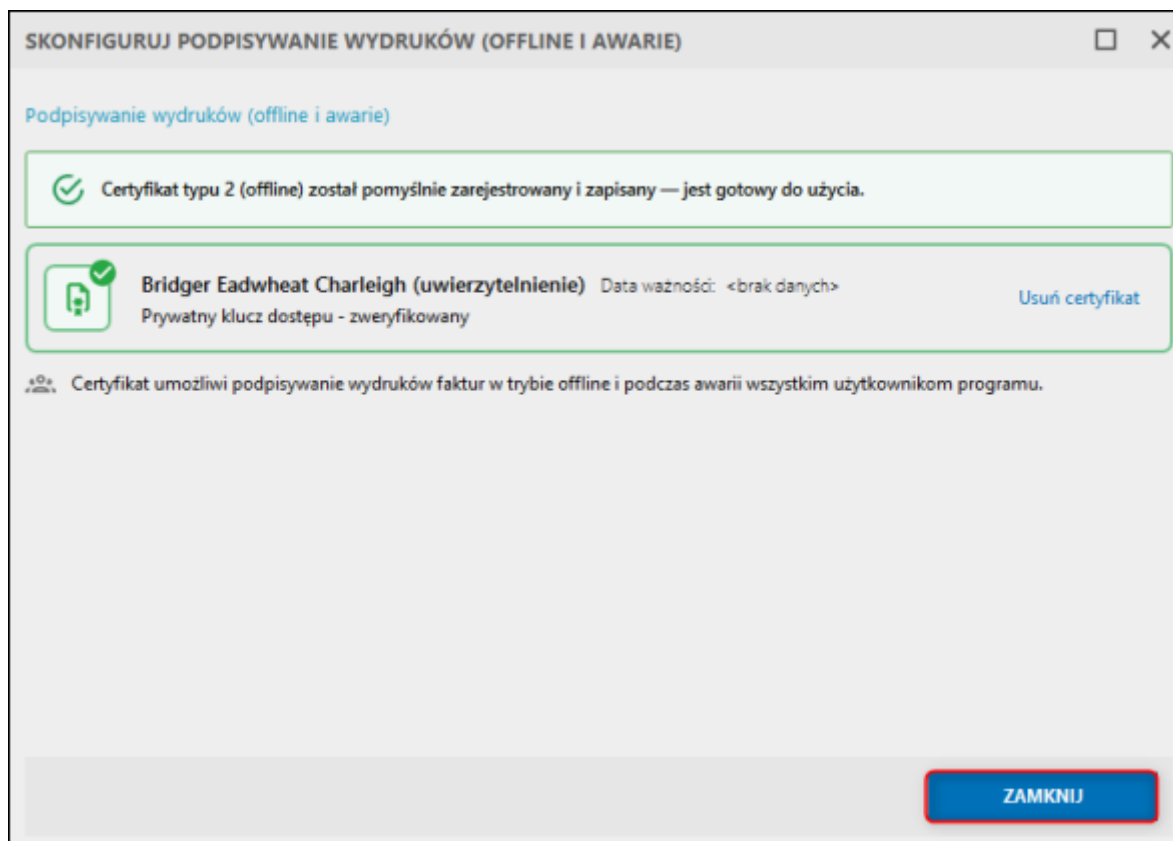 SKONFIGURUJ PODPISYWANIE WYDRUKÓW (OFFLINE I AWARIE)
Podpisywanie wydruków (offline i awarie)
Certyfikat typu 2 (offline) został pomyślnie zarejestrowany i zapisany — jest gotowy do użycia.
Bridger Eadwheat Charleigh (uwierzytelnienie) Data ważności: <brak danych>
Usuń certyfikat
Prywatny klucz dostępu - zweryfikowany
Certyfikat umożliwi podpisywanie wydruków faktur w trybie offline i podczas awarii wszystkim użytkownikom programu.
ZAMKNIJ